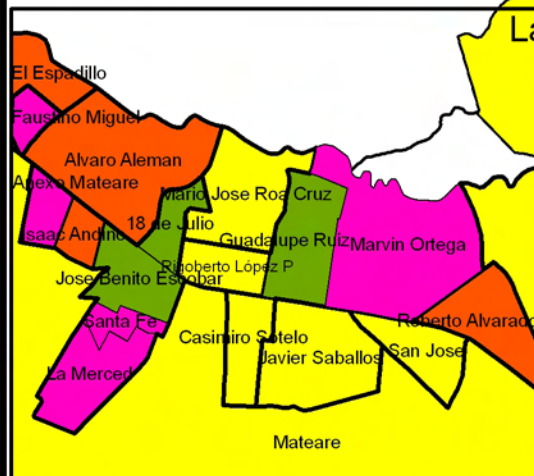 La
El Espadillo
Faustino Miguel
Alvaro Aleman
Anexo Mateare
Mario Jose Roa Cruz
18 de Julio
Isaac Andino
Guadalupe Ruiz
Marvin Ortega
Rigoberto López P
Jose Benito Escobar
Santa Fe
Roberto Alvarado
Casimiro Sotelo
Javier Saballos
San Jose
La Merced
Mateare